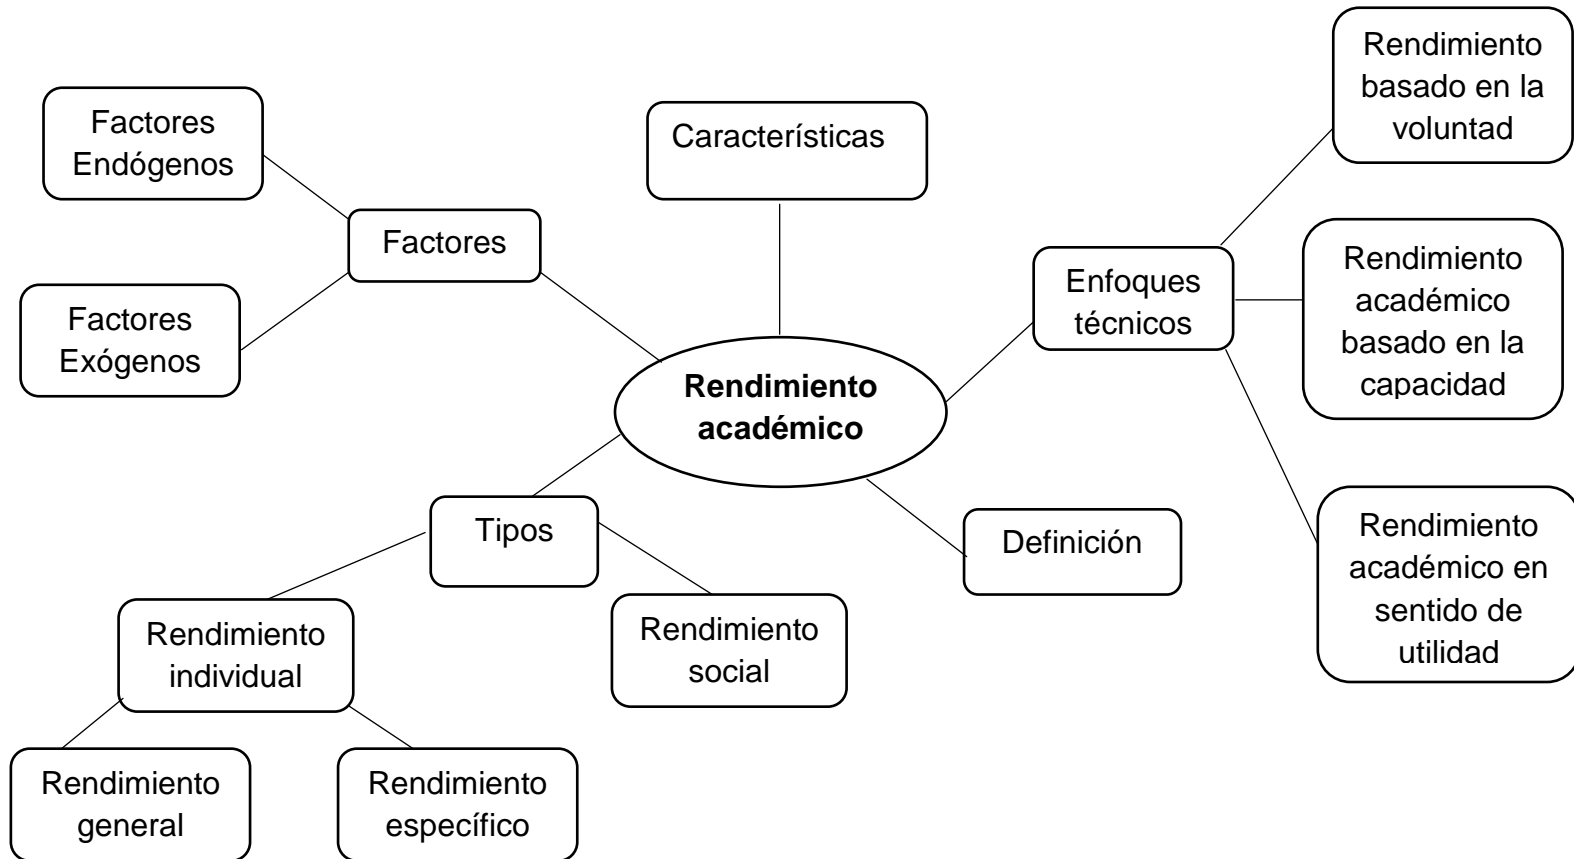 Rendimiento
basado en la
voluntad
Factores
Endógenos
Característicias
Factores
Rendimiento
académico
basado en la
capacidad
Enfoques
técnicos
Factores
Exógenos
Rendimiento
académico
Tipos
Definición
Rendimiento
académico en
sentido de
utilidad
Rendimiento
individual
Rendimiento
social
Rendimiento
general
Rendimiento
específico